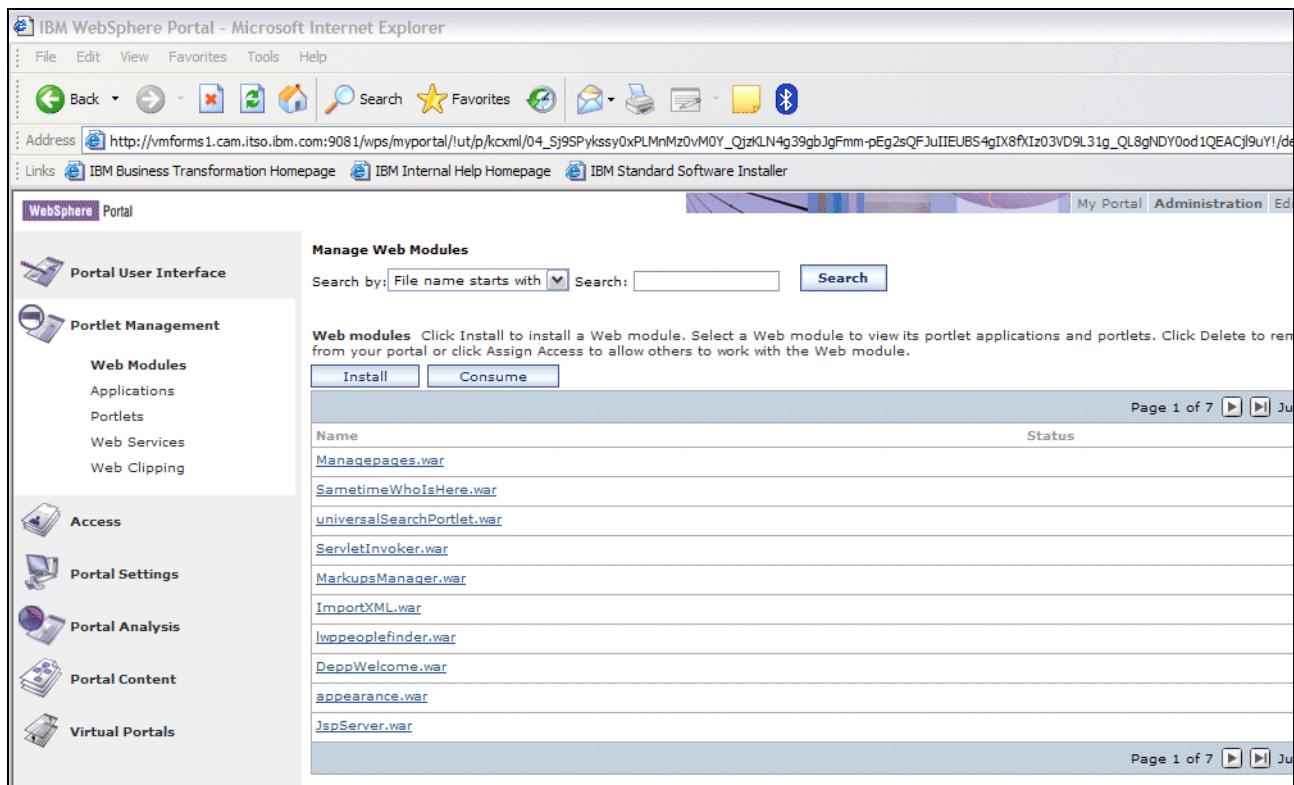 IBM WebSphere Portal - Microsoft Internet Explorer
File Edit View Favorites Tools Help
Back Search Favorites
Address http://vmforms1.cam.itso.ibm.com:9081/wps/myportal/!ut/p/kcxml/04_Sj9SPykssy0xPLMnMz0vM0Y_QjzKLN4g39gbJgFmm-pEg2sQFJuIIEUBS4gIX8fXIz03VD9L31g_QL8gNDY0od1QEACjl9uY!/de
Links IBM Business Transformation Homepage IBM Internal Help Homepage IBM Standard Software Installer
WebSphere Portal
My Portal Administration Ed
Portal User Interface
Portlet Management
Web Modules
Applications
Portlets
Web Services
Web Clipping
Access
Portal Settings
Portal Analysis
Portal Content
Virtual Portals
Manage Web Modules
Search by: File name starts with Search: Search
Web modules Click Install to install a Web module. Select a Web module to view its portlet applications and portlets. Click Delete to rem
from your portal or click Assign Access to allow others to work with the Web module.
Install Consume
Page 1 of 7 Ju
Name Status
Managepages.war
SametimeWhoIsHere.war
universalSearchPortlet.war
ServletInvoker.war
MarkupsManager.war
ImportXML.war
lwppeoplefinder.war
DeppWelcome.war
appearance.war
JspServer.war
Page 1 of 7 Ju